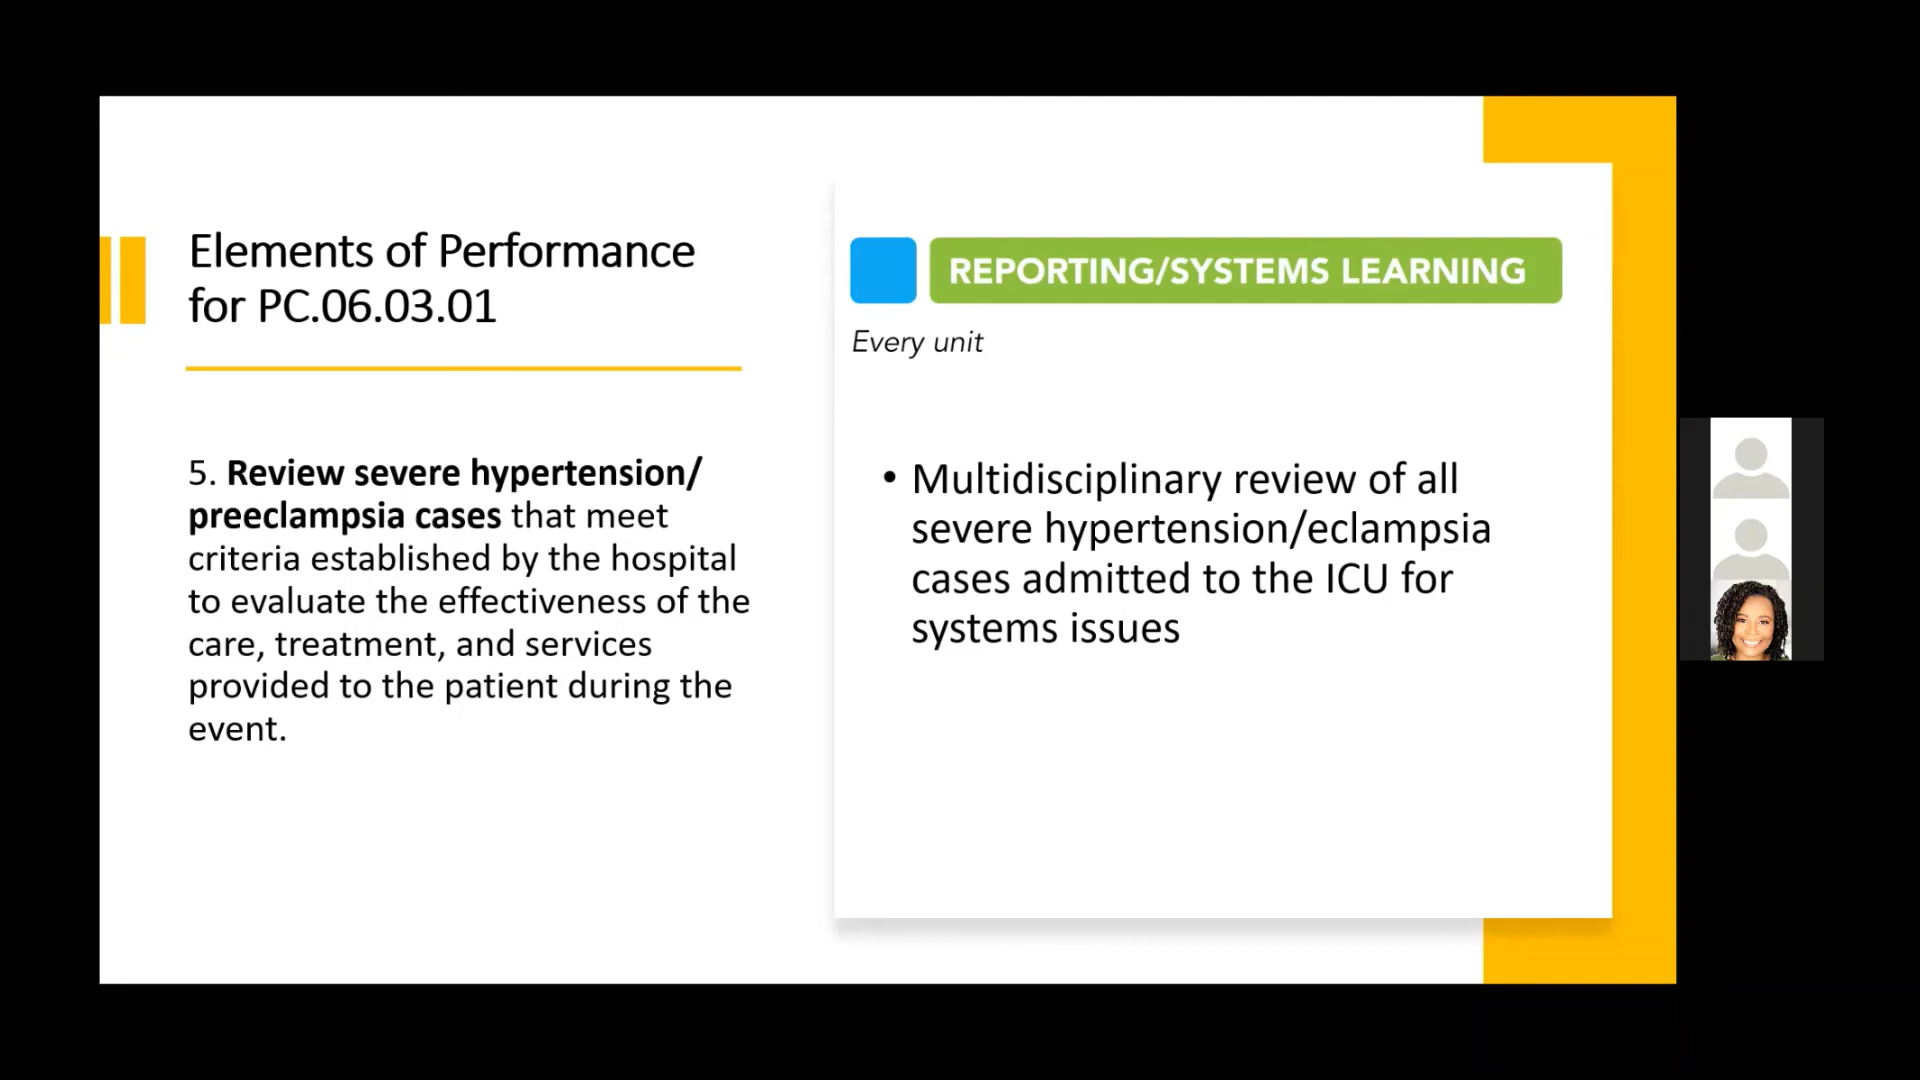 Elements of Performance
for PC.06.03.01
5. Review severe hypertension/
preeclampsia cases that meet
criteria established by the hospital
to evaluate the effectiveness of the
care, treatment, and services
provided to the patient during the
event.
REPORTING/SYSTEMS LEARNING
Every unit
• Multidisciplinary review of all
severe hypertension/eclampsia
cases admitted to the ICU for
systems issues